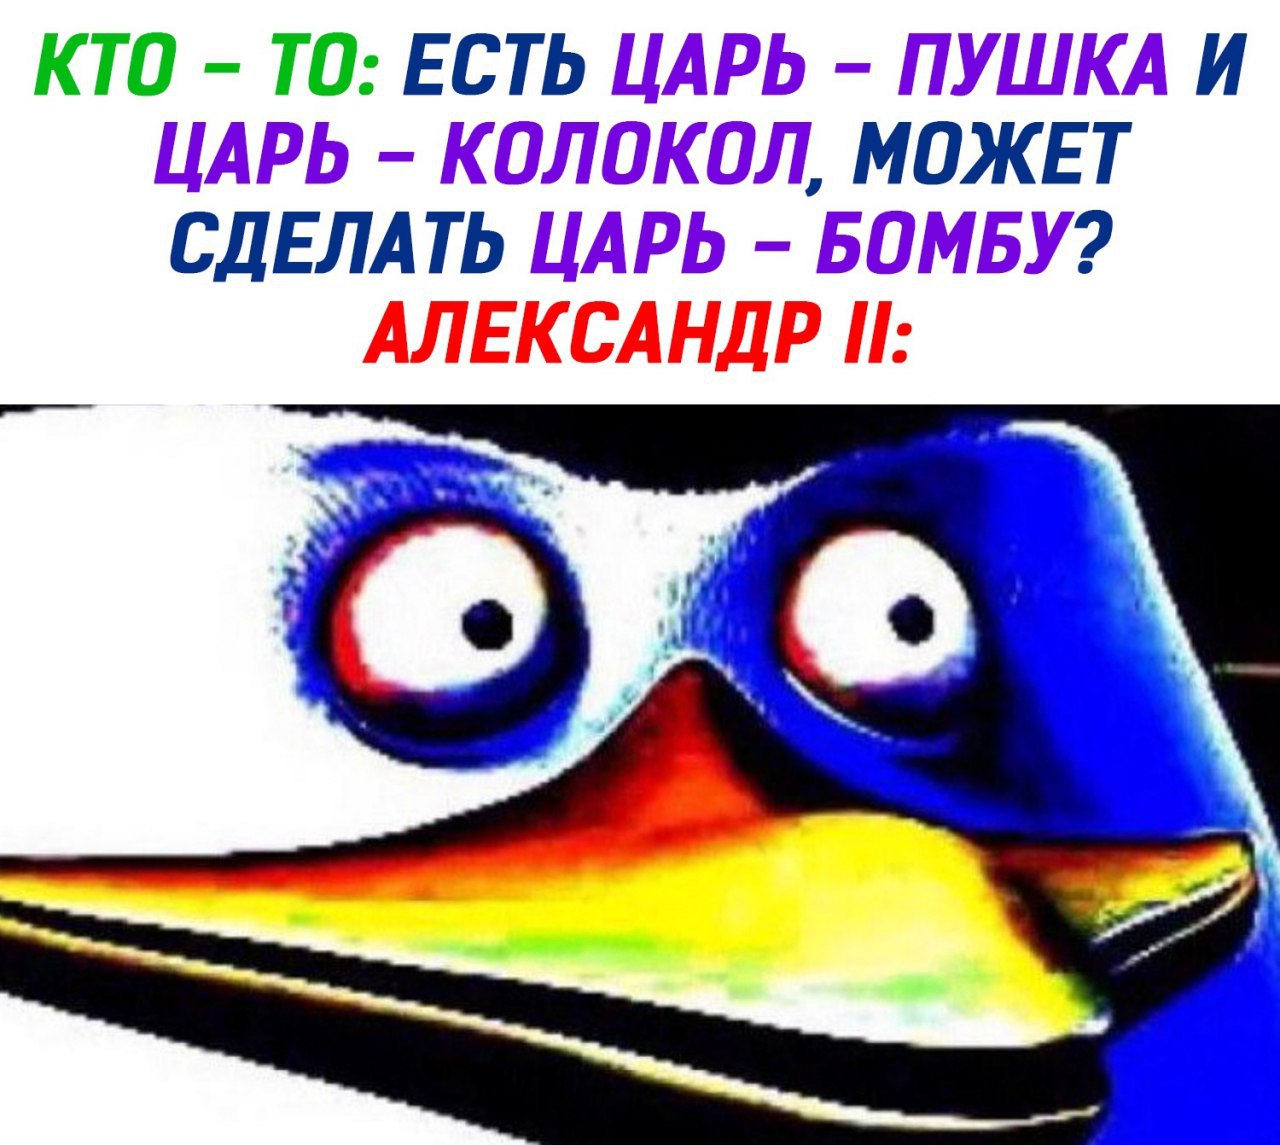 КТО – ТО: ЕСТЬ ЦАРЬ – ПУШКА И
ЦАРЬ – КОЛОКОЛ, МОЖЕТ
СДЕЛАТЬ ЦАРЬ – БОМБУ?
АЛЕКСАНДР II: